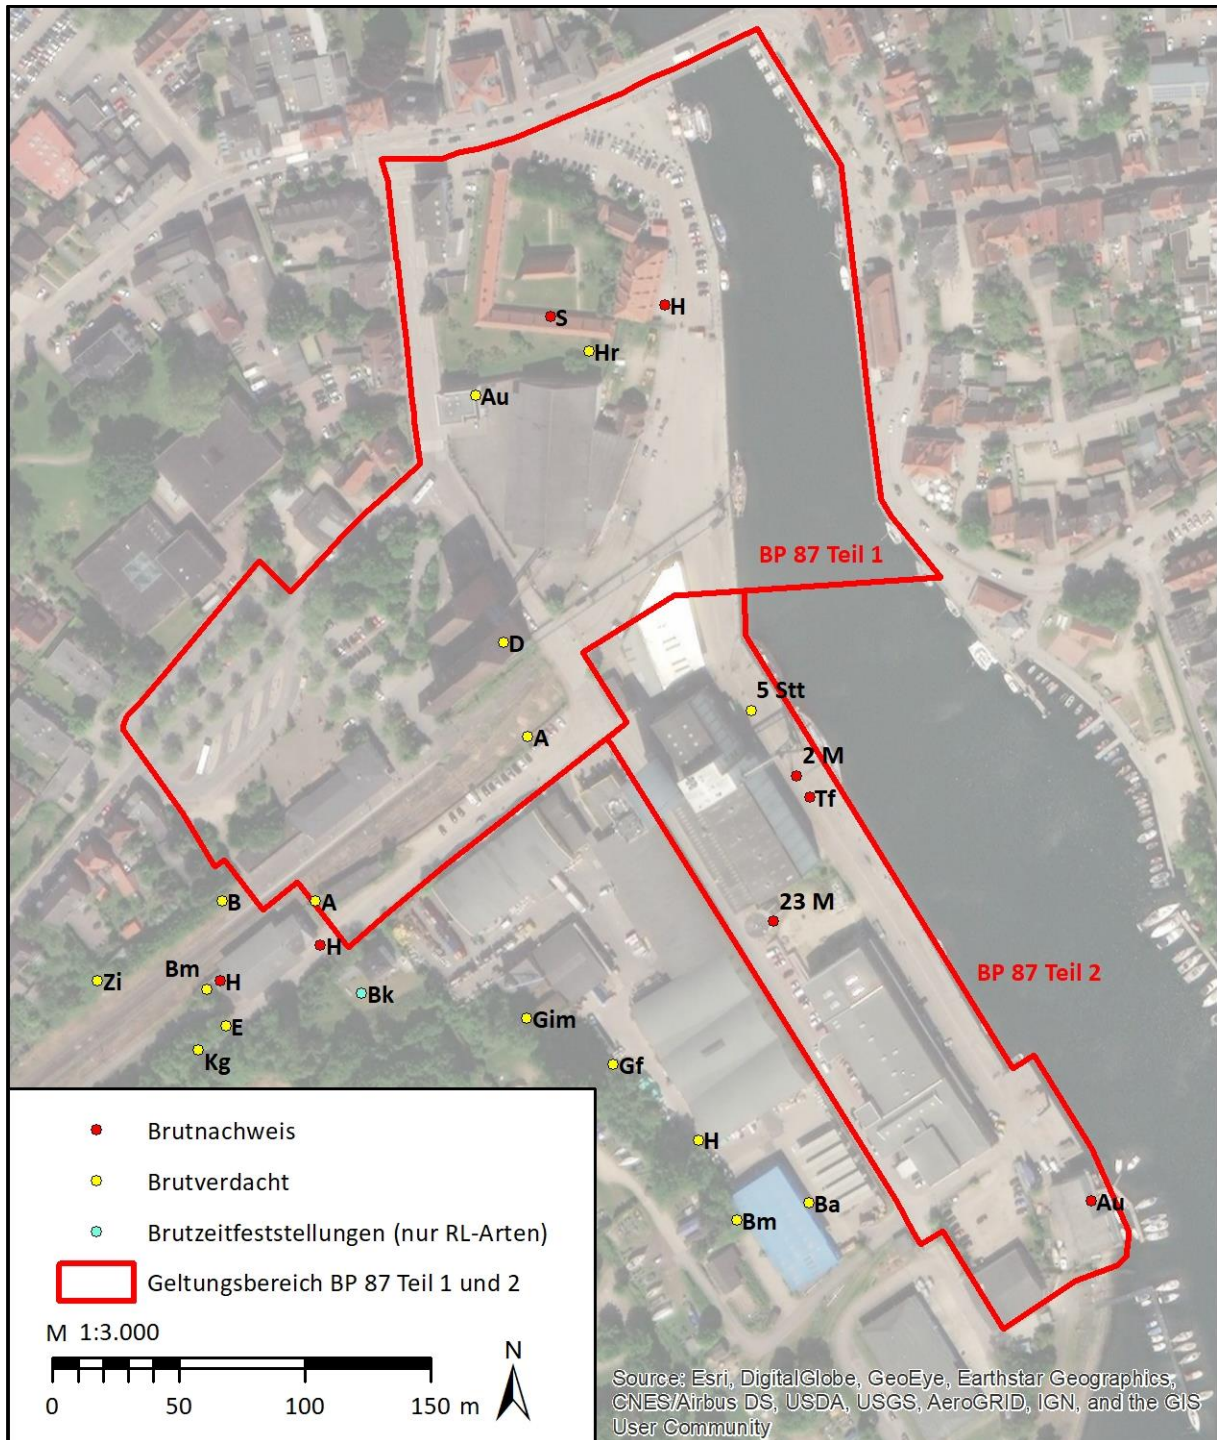 S
H
Hr
Au
BP 87 Teil 1
D
5 Stt
A
2 M
Tf
B
A
23 M
H
Bm
H
Zi
Bk
BP 87 Teil 2
E
Gim
Kg
Gf
H
Ba
Au
Bm
Brutnachweis
Brutverdacht
Brutzeitfeststellungen (nur RL-Arten)
Geltungsbereich BP 87 Teil 1 und 2
M 1:3.000
0 50 100 150 m
N
Source: Esri, DigitalGlobe, GeoEye, Earthstar Geographics,
CNES/Airbus DS, USDA, USGS, AeroGRID, IGN, and the GIS
User Community